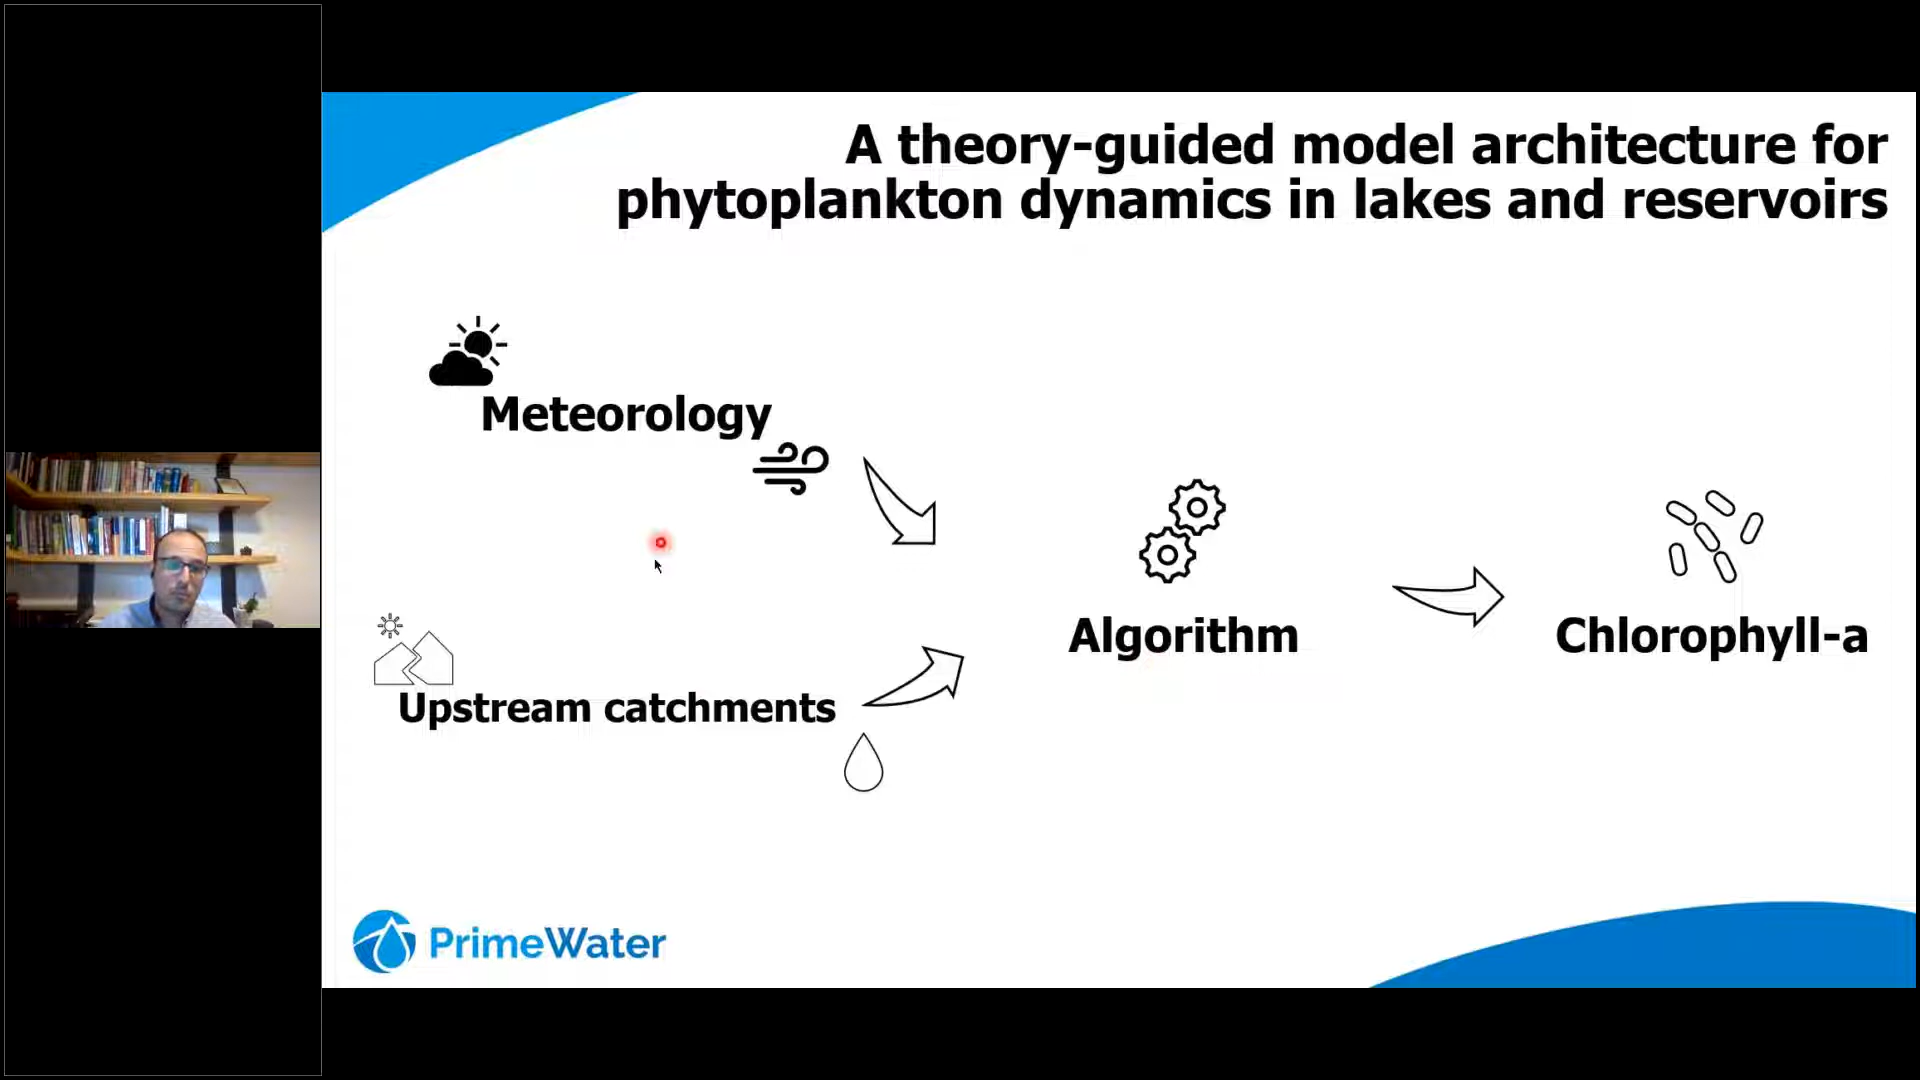 A theory-guided model architecture for
phytoplankton dynamics in lakes and reservoirs
Meteorology
Upstream catchments
Algorithm
Chlorophyll-a
PrimeWater